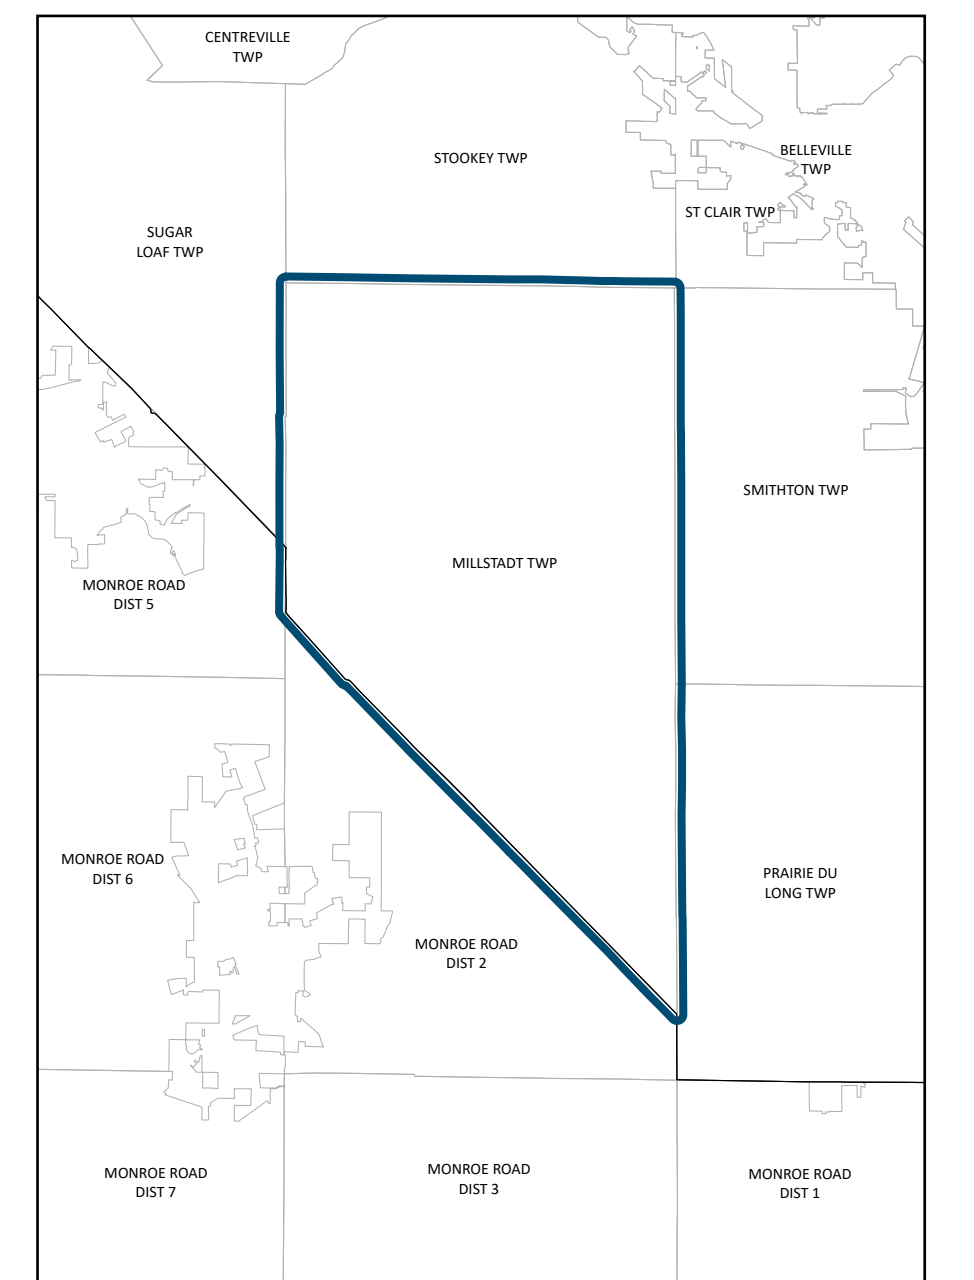 CENTREVILLE
TWP
STOOKEY TWP
BELLEVILLE
TWP
ST CLAIR TWP
SUGAR
LOAF TWP
SMITHTON TWP
MILLSTADT TWP
MONROE ROAD
DIST 5
MONROE ROAD
DIST 6
PRAIRIE DU
LONG TWP
MONROE ROAD
DIST 2
MONROE ROAD
DIST 7
MONROE ROAD
DIST 3
MONROE ROAD
DIST 1